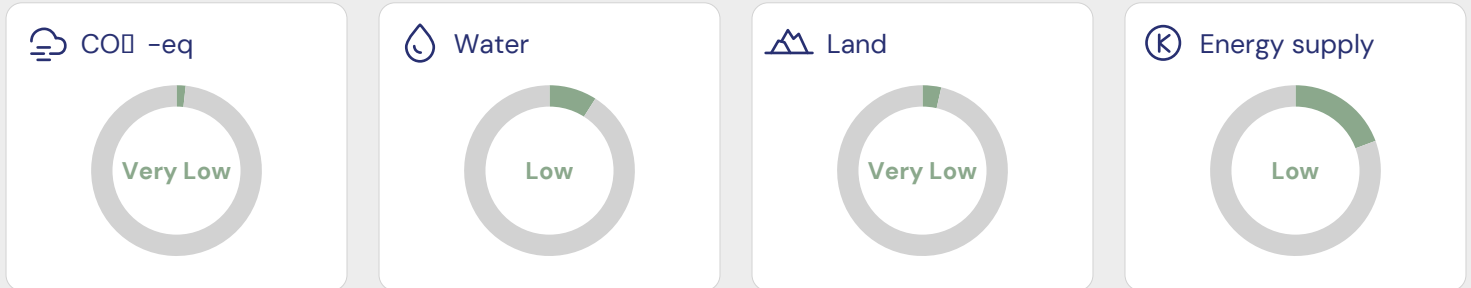 CO▯ -eq
Water
Land
Energy supply
Very Low
Low
Very Low
Low